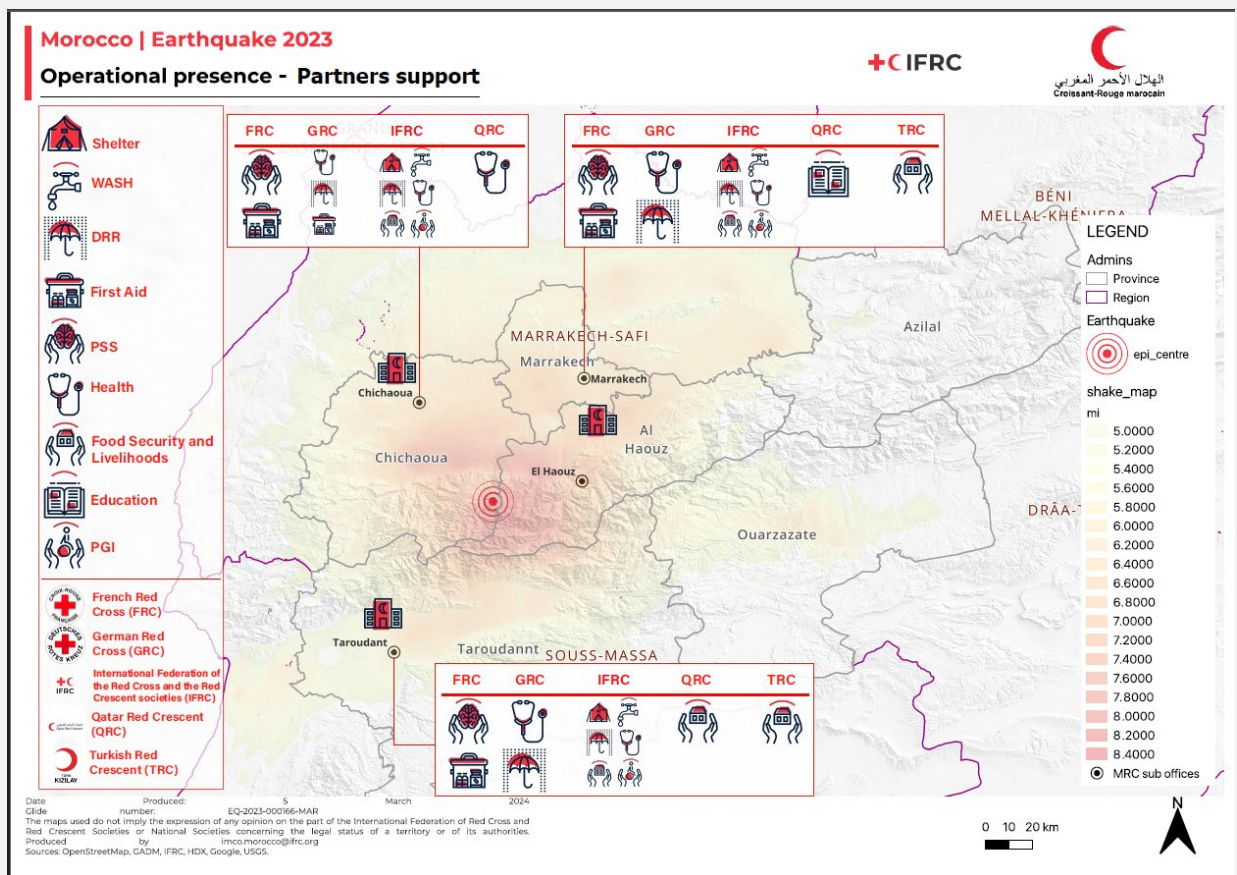 Morocco | Earthquake 2023
Operational presence - Partners support
IFRC
الهلال الأحمر المغربي
Croissant-Rouge marocain
Shelter
WASH
DRR
First Aid
PSS
Health
Food Security and
Livelihoods
Education
PGI
French Red
Cross (FRC)
German Red
Cross (GRC)
IFRC
International Federation of
the Red Cross and the Red
Crescent societies (IFRC)
Qatar Red Crescent
(QRC)
KIZILAY
Turkish Red
Crescent (TRC)
FRC GRC IFRC QRC
FRC GRC IFRC QRC TRC
BÉNI
MELLAL-KHÉNIFRA
MARRAKECH-SAFI
Marrakech
Marrakech
Azilal
Chichaoua
Chichaoua
Al
Haouz
El Haouz
Ouarzazate
DRÂA-T
Taroudant
Taroudannt
SOUSS-MASSA
FRC GRC IFRC QRC TRC
LEGEND
Admins
Province
Region
Earthquake
epi_centre
shake_map
mi
5.0000
5.2000
5.4000
5.6000
5.8000
6.0000
6.2000
6.4000
6.6000
6.8000
7.0000
7.2000
7.4000
7.6000
7.8000
8.0000
8.2000
8.4000
MRC sub offices
Date Produced: 5 March 2024
Glide number: EQ-2023-000166-MAR
The maps used do not imply the expression of any opinion on the part of the International Federation of Red Cross and
Red Crescent Societies or National Societies concerning the legal status of a territory or of its authorities.
Produced by imco.morocco@ifrc.org
Sources: OpenStreetMap, GADM, IFRC, HDX, Google, USGS.
0 10 20 km
N